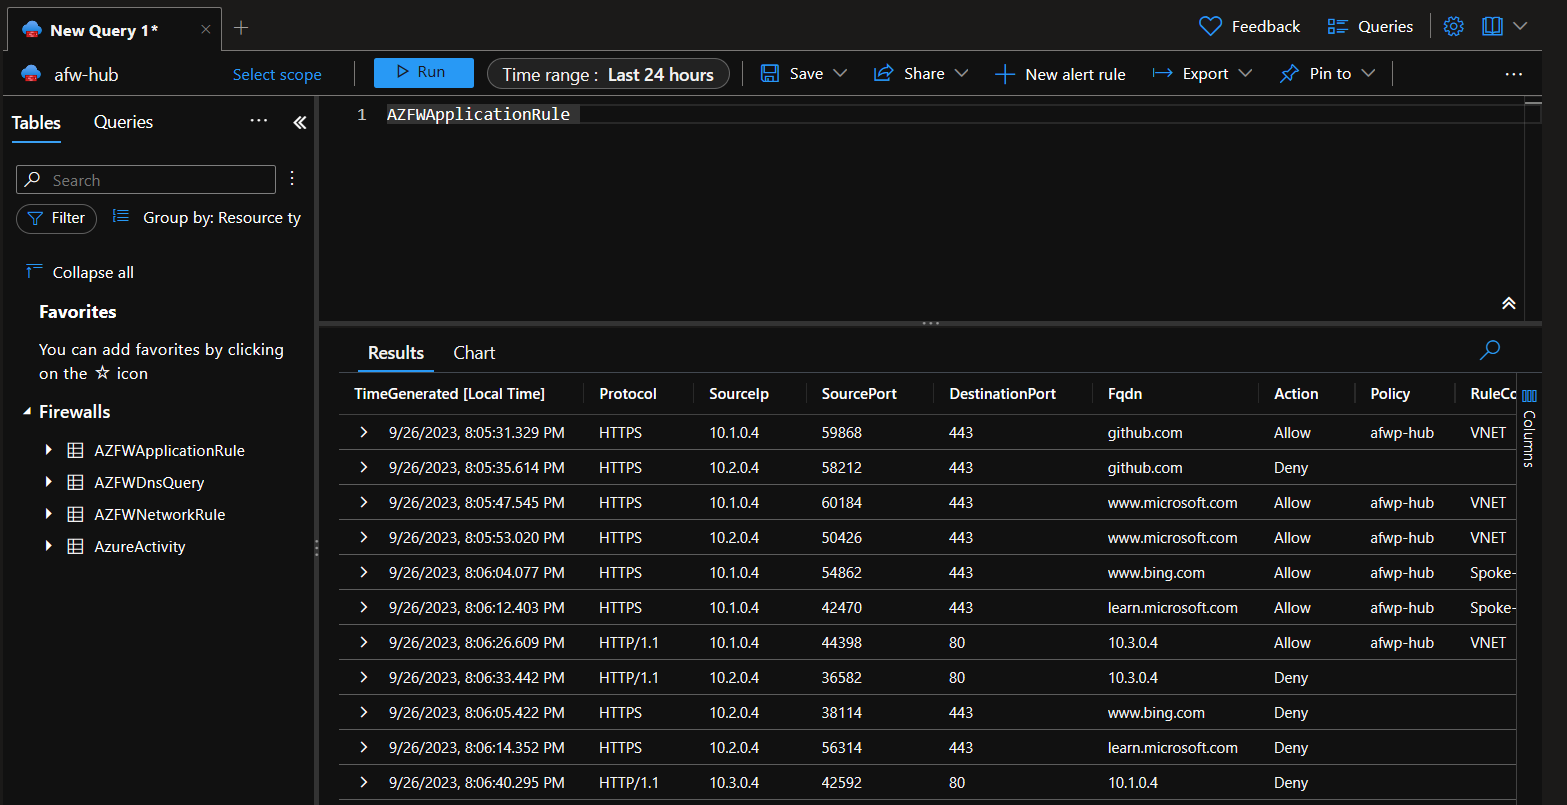 New Query 1*
Feedback
Queries
afw-hub
Select scope
Run
Time range : Last 24 hours
Save
Share
New alert rule
Export
Pin to
Tables
Queries
Search
Filter
Group by: Resource ty
Collapse all
Favorites
You can add favorites by clicking
on the ☆ icon
Firewalls
AZFWApplicationRule
AZFWDnsQuery
AZFWNetworkRule
AzureActivity
1 AZFWApplicationRule
Results
Chart
TimeGenerated [Local Time] Protocol SourceIp SourcePort DestinationPort Fqdn Action Policy RuleCo
9/26/2023, 8:05:31.329 PM HTTPS 10.1.0.4 59868 443 github.com Allow afwp-hub VNET
9/26/2023, 8:05:35.614 PM HTTPS 10.2.0.4 58212 443 github.com Deny
9/26/2023, 8:05:47.545 PM HTTPS 10.1.0.4 60184 443 www.microsoft.com Allow afwp-hub VNET
9/26/2023, 8:05:53.020 PM HTTPS 10.2.0.4 50426 443 www.microsoft.com Allow afwp-hub VNET
9/26/2023, 8:06:04.077 PM HTTPS 10.1.0.4 54862 443 www.bing.com Allow afwp-hub Spoke-
9/26/2023, 8:06:12.403 PM HTTPS 10.1.0.4 42470 443 learn.microsoft.com Allow afwp-hub Spoke-
9/26/2023, 8:06:26.609 PM HTTP/1.1 10.1.0.4 44398 80 10.3.0.4 Allow afwp-hub VNET
9/26/2023, 8:06:33.442 PM HTTP/1.1 10.2.0.4 36582 80 10.3.0.4 Deny
9/26/2023, 8:06:05.422 PM HTTPS 10.2.0.4 38114 443 www.bing.com Deny
9/26/2023, 8:06:14.352 PM HTTPS 10.2.0.4 56314 443 learn.microsoft.com Deny
9/26/2023, 8:06:40.295 PM HTTP/1.1 10.3.0.4 42592 80 10.1.0.4 Deny
Columns